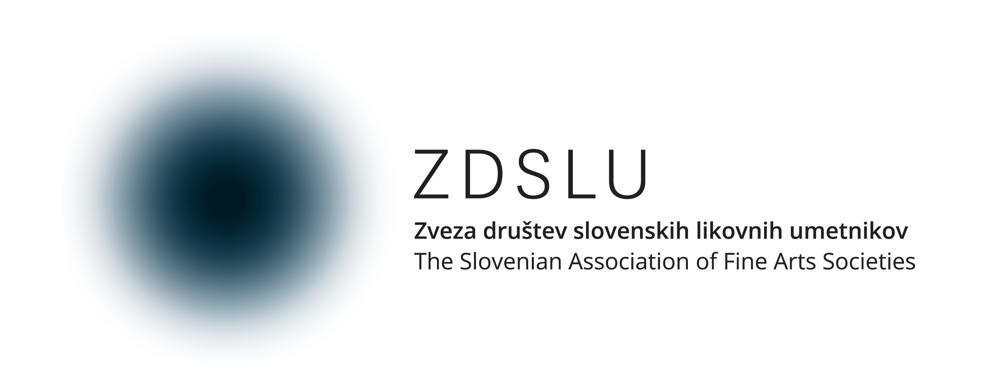 ZDSLU
Zveza društev slovenskih likovnih umetnikov
The Slovenian Association of Fine Arts Societies